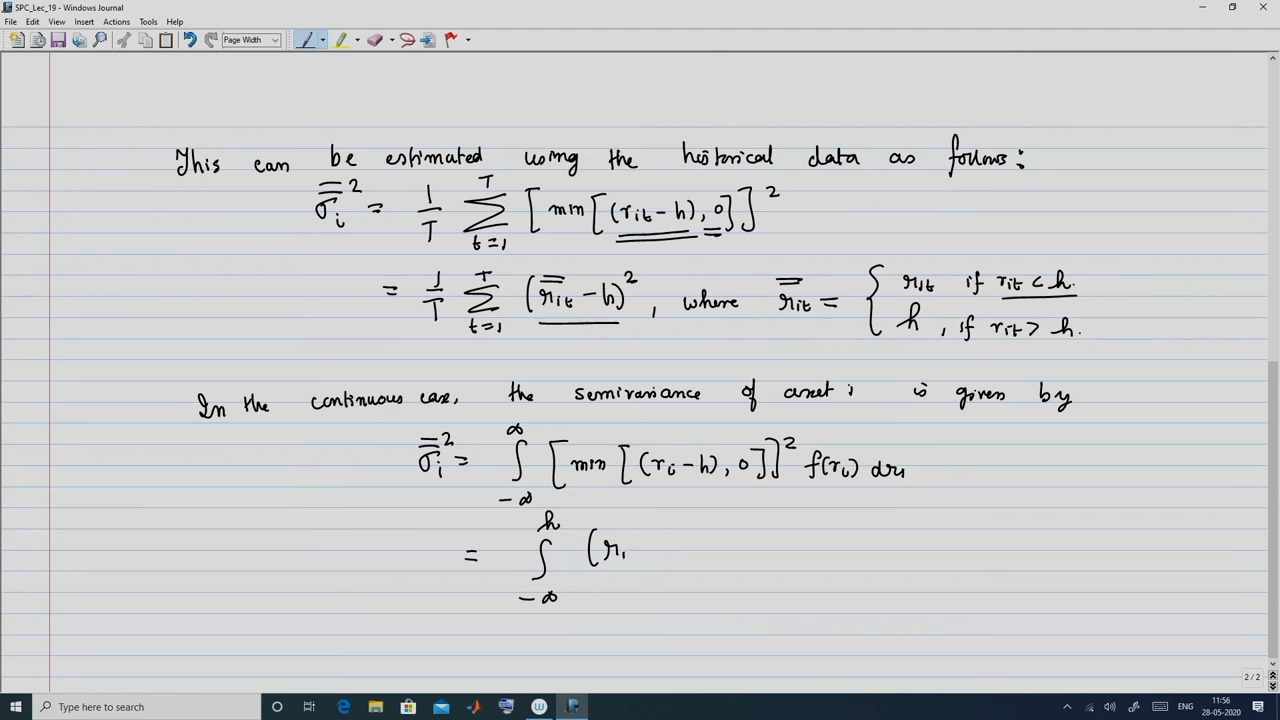 SPC_Lec_19 - Windows Journal
File Edit View Insert Actions Tools Help
Page Width
This can be estimated using the historical data as follows:
σ̿ᵢ² = 1/T Σ_{t=1}^{T} [min[(rᵢₜ - h), 0]]²
= 1/T Σ_{t=1}^{T} (r̿ᵢₜ - h)², where r̿ᵢₜ = { rᵢₜ if rᵢₜ < h.
h, if rᵢₜ > h.
In the continuous case, the semivariance of asset i is given by
σ̿ᵢ² = ∫_{-∞}^{∞} [min[(rᵢ - h), 0]]² f(rᵢ) drᵢ
= ∫_{-∞}^{h} (rᵢ
2 / 2
Type here to search
ENG
11:56
28-05-2020